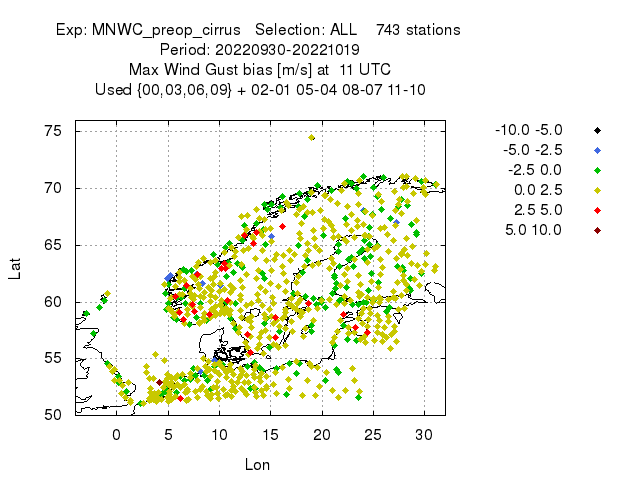 Exp: MNWC_preop_cirrus   Selection: ALL    743 stations
Period: 20220930-20221019
Max Wind Gust bias [m/s] at  11 UTC
Used {00,03,06,09} + 02-01 05-04 08-07 11-10
-10.0 -5.0
-5.0 -2.5
-2.5 0.0
0.0 2.5
2.5 5.0
5.0 10.0
75
70
65
60
55
50
Lat
0 5 10 15 20 25 30
Lon